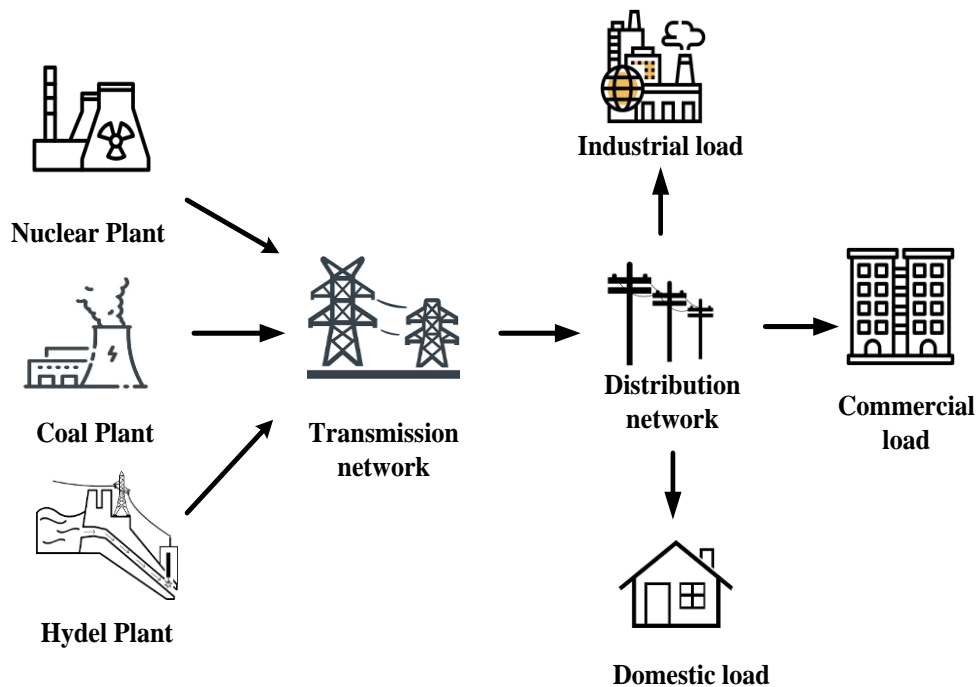 Nuclear Plant
Coal Plant
Hydel Plant
Transmission
network
Industrial load
Distribution
network
Commercial
load
Domestic load